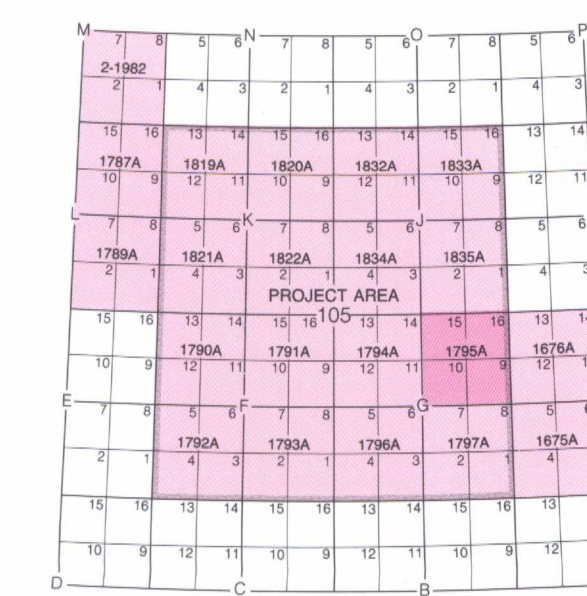 M 7 8 5 6 N 7 8 5 6 O 7 8 5 6 P
2-1982
2 1 4 3 2 1 4 3 2 1 4 3
15 16 13 14 15 16 13 14 15 16 13 14
1787A 1819A 1820A 1832A 1833A
10 9 12 11 10 9 12 11 10 9 12 11
L 7 8 5 6 K 7 8 5 6 J 7 8 5 6
1789A 1821A 1822A 1834A 1835A
2 1 4 3 2 1 4 3 2 1 4 3
PROJECT AREA
105
15 16 13 14 15 16 13 14 15 16 13
1790A 1791A 1794A 1795A 1676A
10 9 12 11 10 9 12 11 10 9 12
E 7 8 5 6 F 7 8 5 6 G 7 8 5
1792A 1793A 1796A 1797A 1675A
2 1 4 3 2 1 4 3 2 1 4
15 16 13 14 15 16 13 14 15 16 13
10 9 12 11 10 9 12 11 10 9 12
D C B